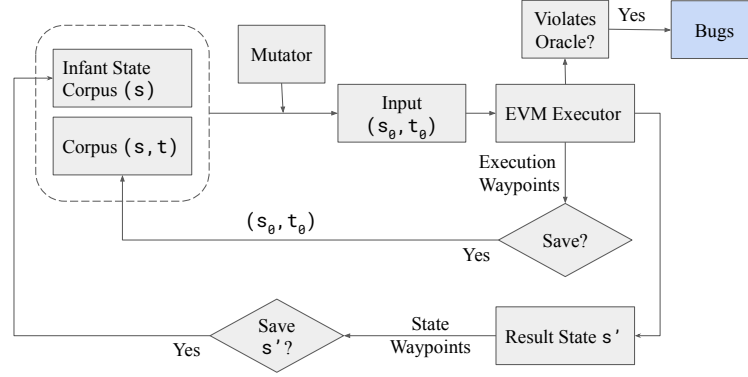 Violates
Oracle?
Yes
Bugs
Infant State
Corpus (s)
Mutator
Input
(s₀,t₀)
EVM Executor
Corpus (s,t)
Execution
Waypoints
(s₀,t₀)
Yes
Save?
Save
s'?
Yes
State
Waypoints
Result State s'